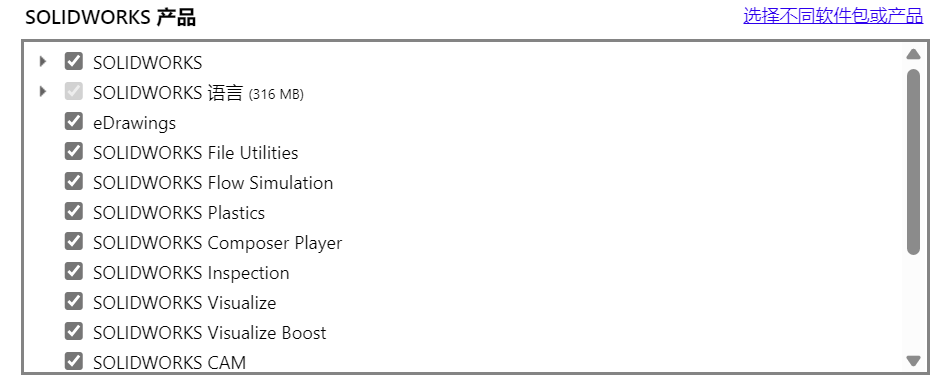 SOLIDWORKS 产品
选择不同软件包或产品
SOLIDWORKS
SOLIDWORKS 语言 (316 MB)
eDrawings
SOLIDWORKS File Utilities
SOLIDWORKS Flow Simulation
SOLIDWORKS Plastics
SOLIDWORKS Composer Player
SOLIDWORKS Inspection
SOLIDWORKS Visualize
SOLIDWORKS Visualize Boost
SOLIDWORKS CAM